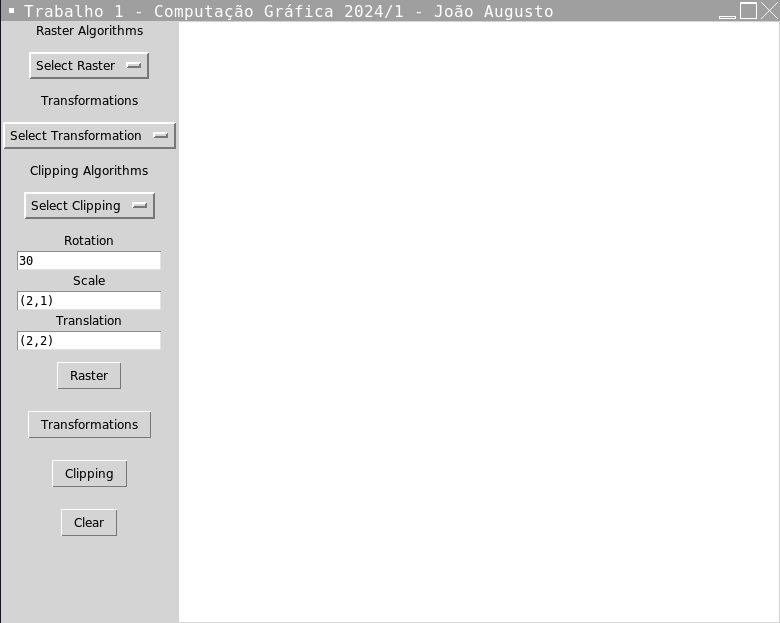 Trabalho 1 - Computação Gráfica 2024/1 - João Augusto
Raster Algorithms
Select Raster
Transformations
Select Transformation
Clipping Algorithms
Select Clipping
Rotation
30
Scale
(2,1)
Translation
(2,2)
Raster
Transformations
Clipping
Clear